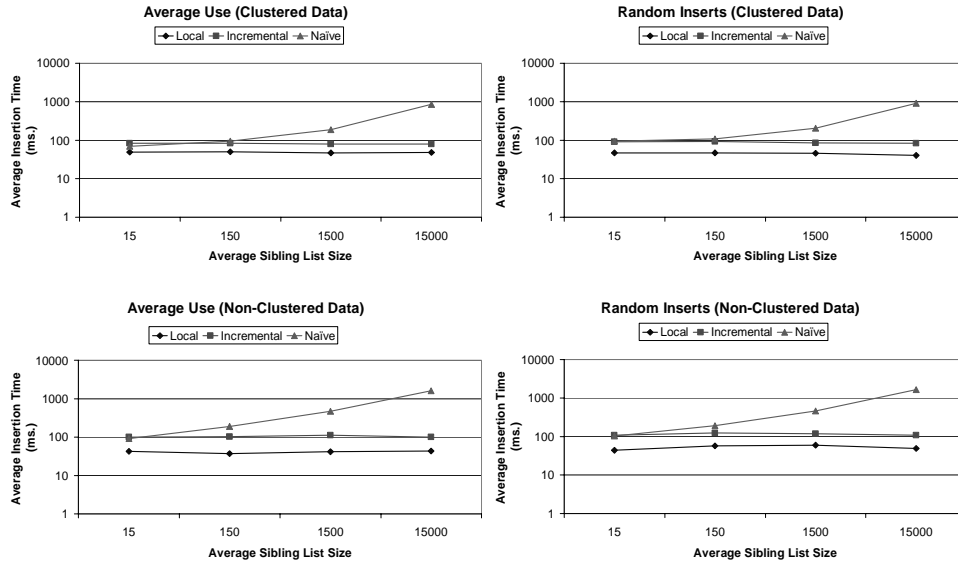 Average Use (Clustered Data)
Local Incremental Naïve
Average Insertion Time
(ms.)
10000
1000
100
10
1
15 150 1500 15000
Average Sibling List Size
Random Inserts (Clustered Data)
Local Incremental Naïve
Average Insertion Time
(ms.)
10000
1000
100
10
1
15 150 1500 15000
Average Sibling List Size
Average Use (Non-Clustered Data)
Local Incremental Naïve
Average Insertion Time
(ms.)
10000
1000
100
10
1
15 150 1500 15000
Average Sibling List Size
Random Inserts (Non-Clustered Data)
Local Incremental Naïve
Average Insertion Time
(ms.)
10000
1000
100
10
1
15 150 1500 15000
Average Sibling List Size